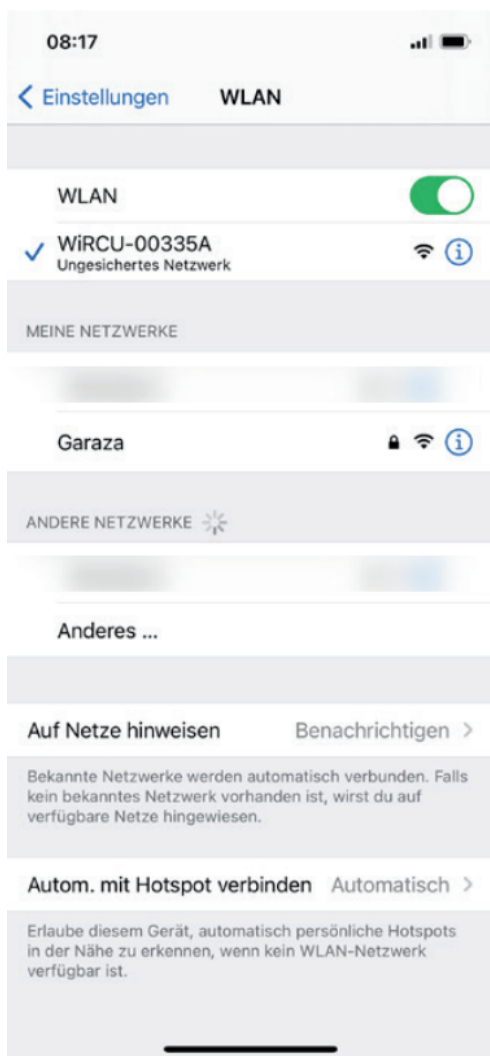 08:17
Einstellungen WLAN
WLAN
WiRCU-00335A
Ungesichertes Netzwerk
MEINE NETZWERKE
Garaza
ANDERE NETZWERKE
Anderes ...
Auf Netze hinweisen Benachrichtigen
Bekannte Netzwerke werden automatisch verbunden. Falls
kein bekanntes Netzwerk vorhanden ist, wirst du auf
verfügbare Netze hingewiesen.
Autom. mit Hotspot verbinden Automatisch
Erlaube diesem Gerät, automatisch persönliche Hotspots
in der Nähe zu erkennen, wenn kein WLAN-Netzwerk
verfügbar ist.